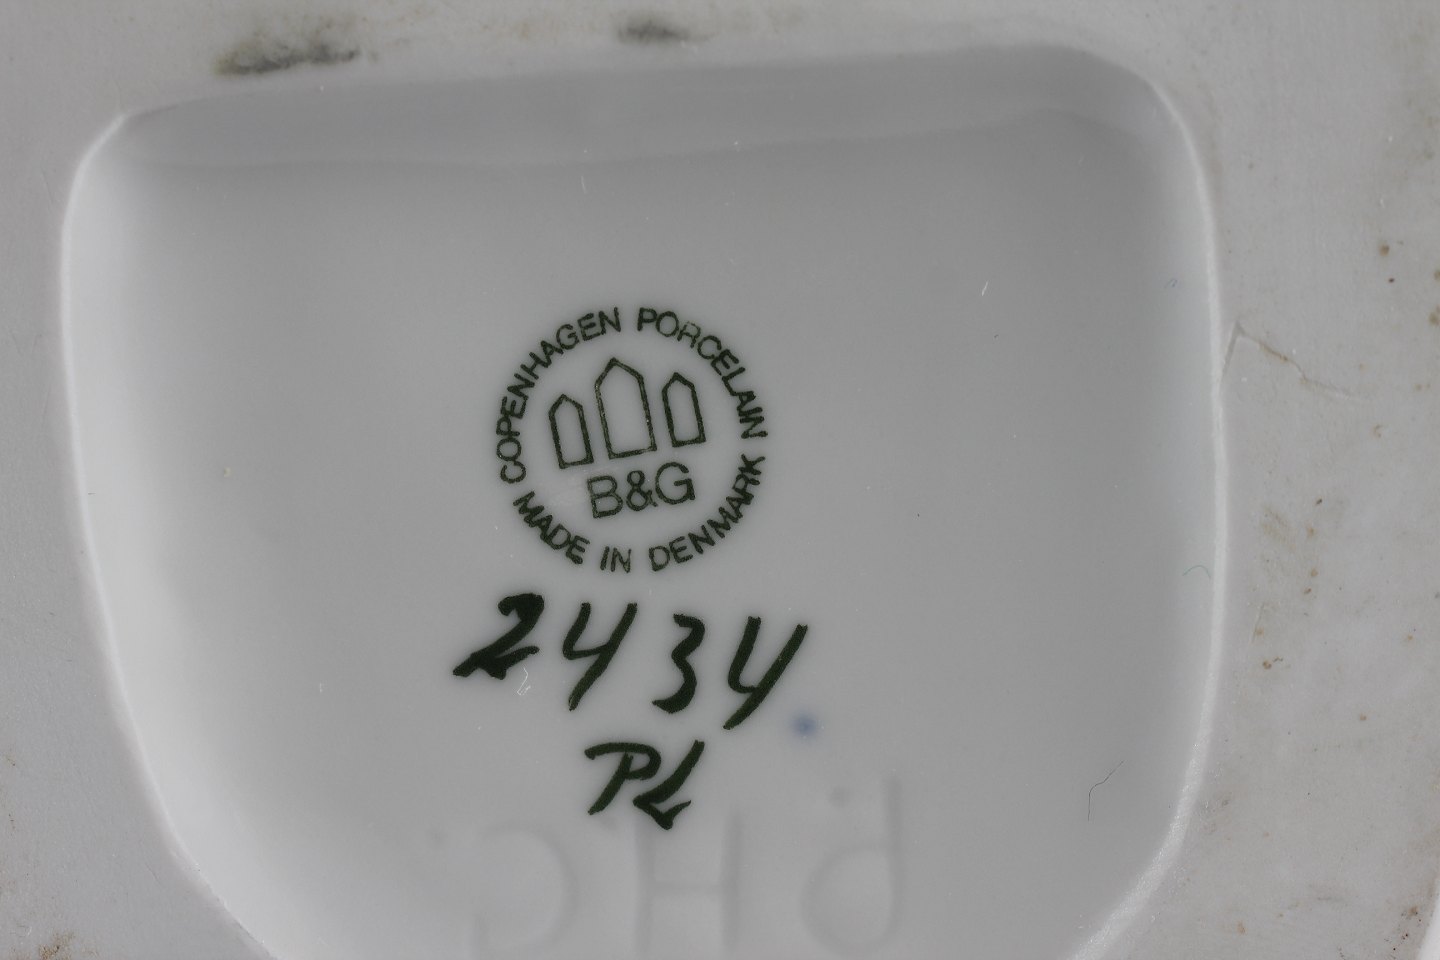 COPENHAGEN PORCELAIN
B&G
MADE IN DENMARK
2434
PL